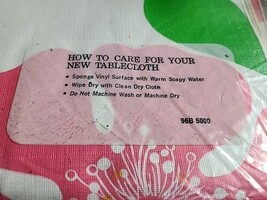 HOW TO CARE FOR YOUR
NEW TABLECLOTH
• Sponge Vinyl Surface with Warm Soapy Water
• Wipe Dry with Clean Dry Cloth
• Do Not Machine Wash or Machine Dry
96B 5000